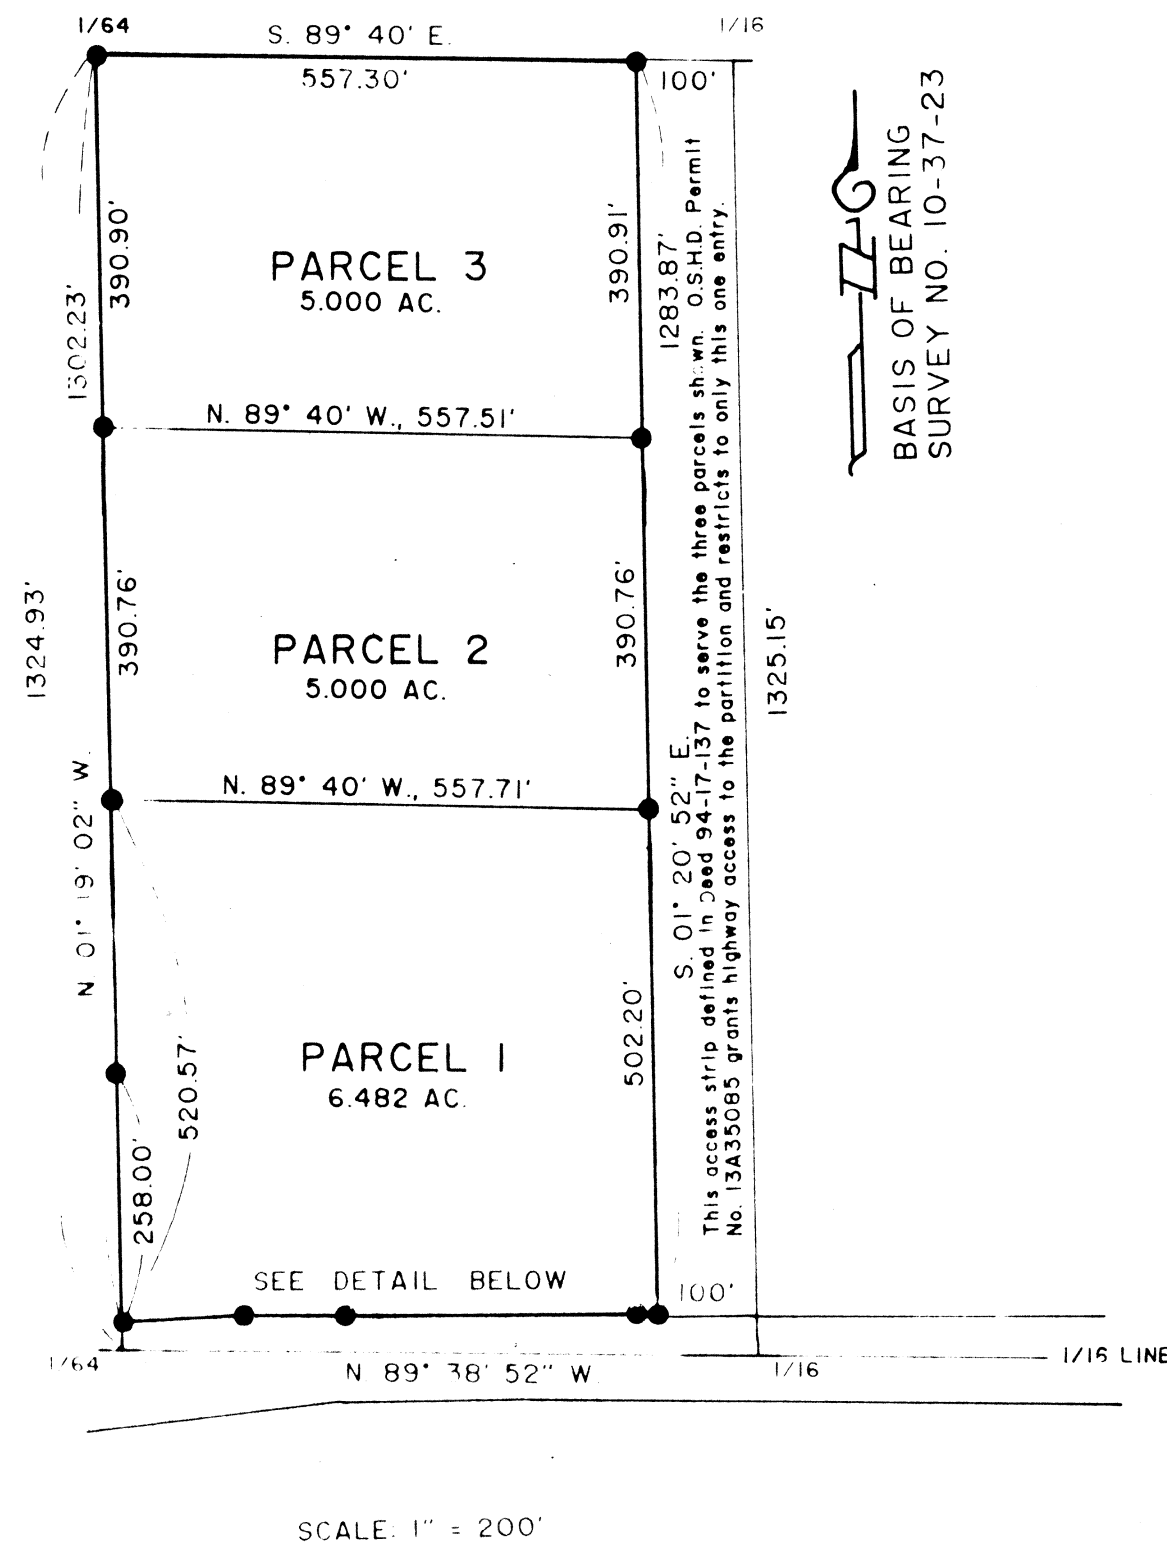 1/64
S. 89° 40' E.
1/16
557.30'
100'
390.90'
390.91'
1302.23'
1283.87'
PARCEL 3
5.000 AC.
N. 89° 40' W., 557.51'
BASIS OF BEARING
SURVEY NO. 10-37-23
1324.93'
390.76'
390.76'
PARCEL 2
5.000 AC.
1325.15'
N. 89° 40' W., 557.71'
N 01° 19' 02" W.
S. 01° 20' 52" E.
This access strip defined in Deed 94-17-137 to serve the three parcels shown. O.S.H.D. Permit
No. 13A35085 grants highway access to the partition and restricts to only this one entry.
PARCEL 1
6.482 AC.
502.20'
520.57'
258.00'
SEE DETAIL BELOW
100'
1/64
N 89° 38' 52" W.
1/16
1/16 LINE
SCALE: 1" = 200'